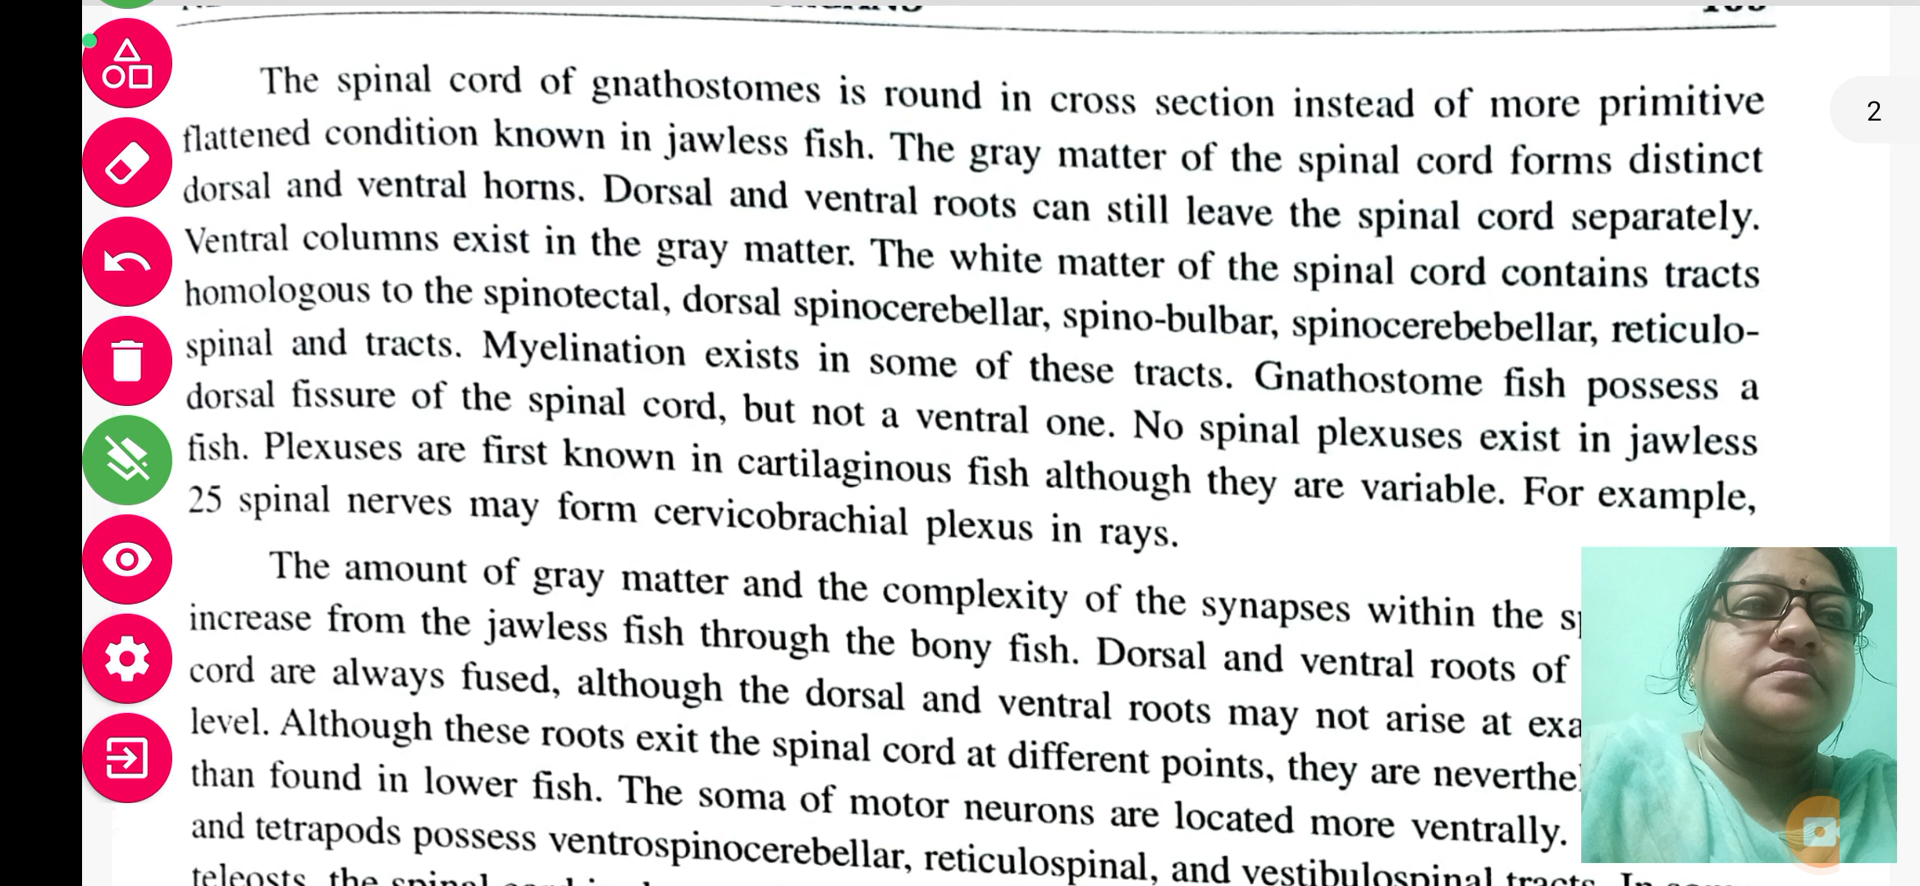 The spinal cord of gnathostomes is round in cross section instead of more primitive
2
flattened condition known in jawless fish. The gray matter of the spinal cord forms distinct
dorsal and ventral horns. Dorsal and ventral roots can still leave the spinal cord separately.
Ventral columns exist in the gray matter. The white matter of the spinal cord contains tracts
homologous to the spinotectal, dorsal spinocerebellar, spino-bulbar, spinocerebebellar, reticulo-
spinal and tracts. Myelination exists in some of these tracts. Gnathostome fish possess a
dorsal fissure of the spinal cord, but not a ventral one. No spinal plexuses exist in jawless
fish. Plexuses are first known in cartilaginous fish although they are variable. For example,
25 spinal nerves may form cervicobrachial plexus in rays.
The amount of gray matter and the complexity of the synapses within the
increase from the jawless fish through the bony fish. Dorsal and ventral roots of
cord are always fused, although the dorsal and ventral roots may not arise at
level. Although these roots exit the spinal cord at different points, they are
than found in lower fish. The soma of motor neurons are located more ventrally.
and tetrapods possess ventrospinocerebellar, reticulospinal, and vestibulospinal tracts. In
teleosts, the spinal